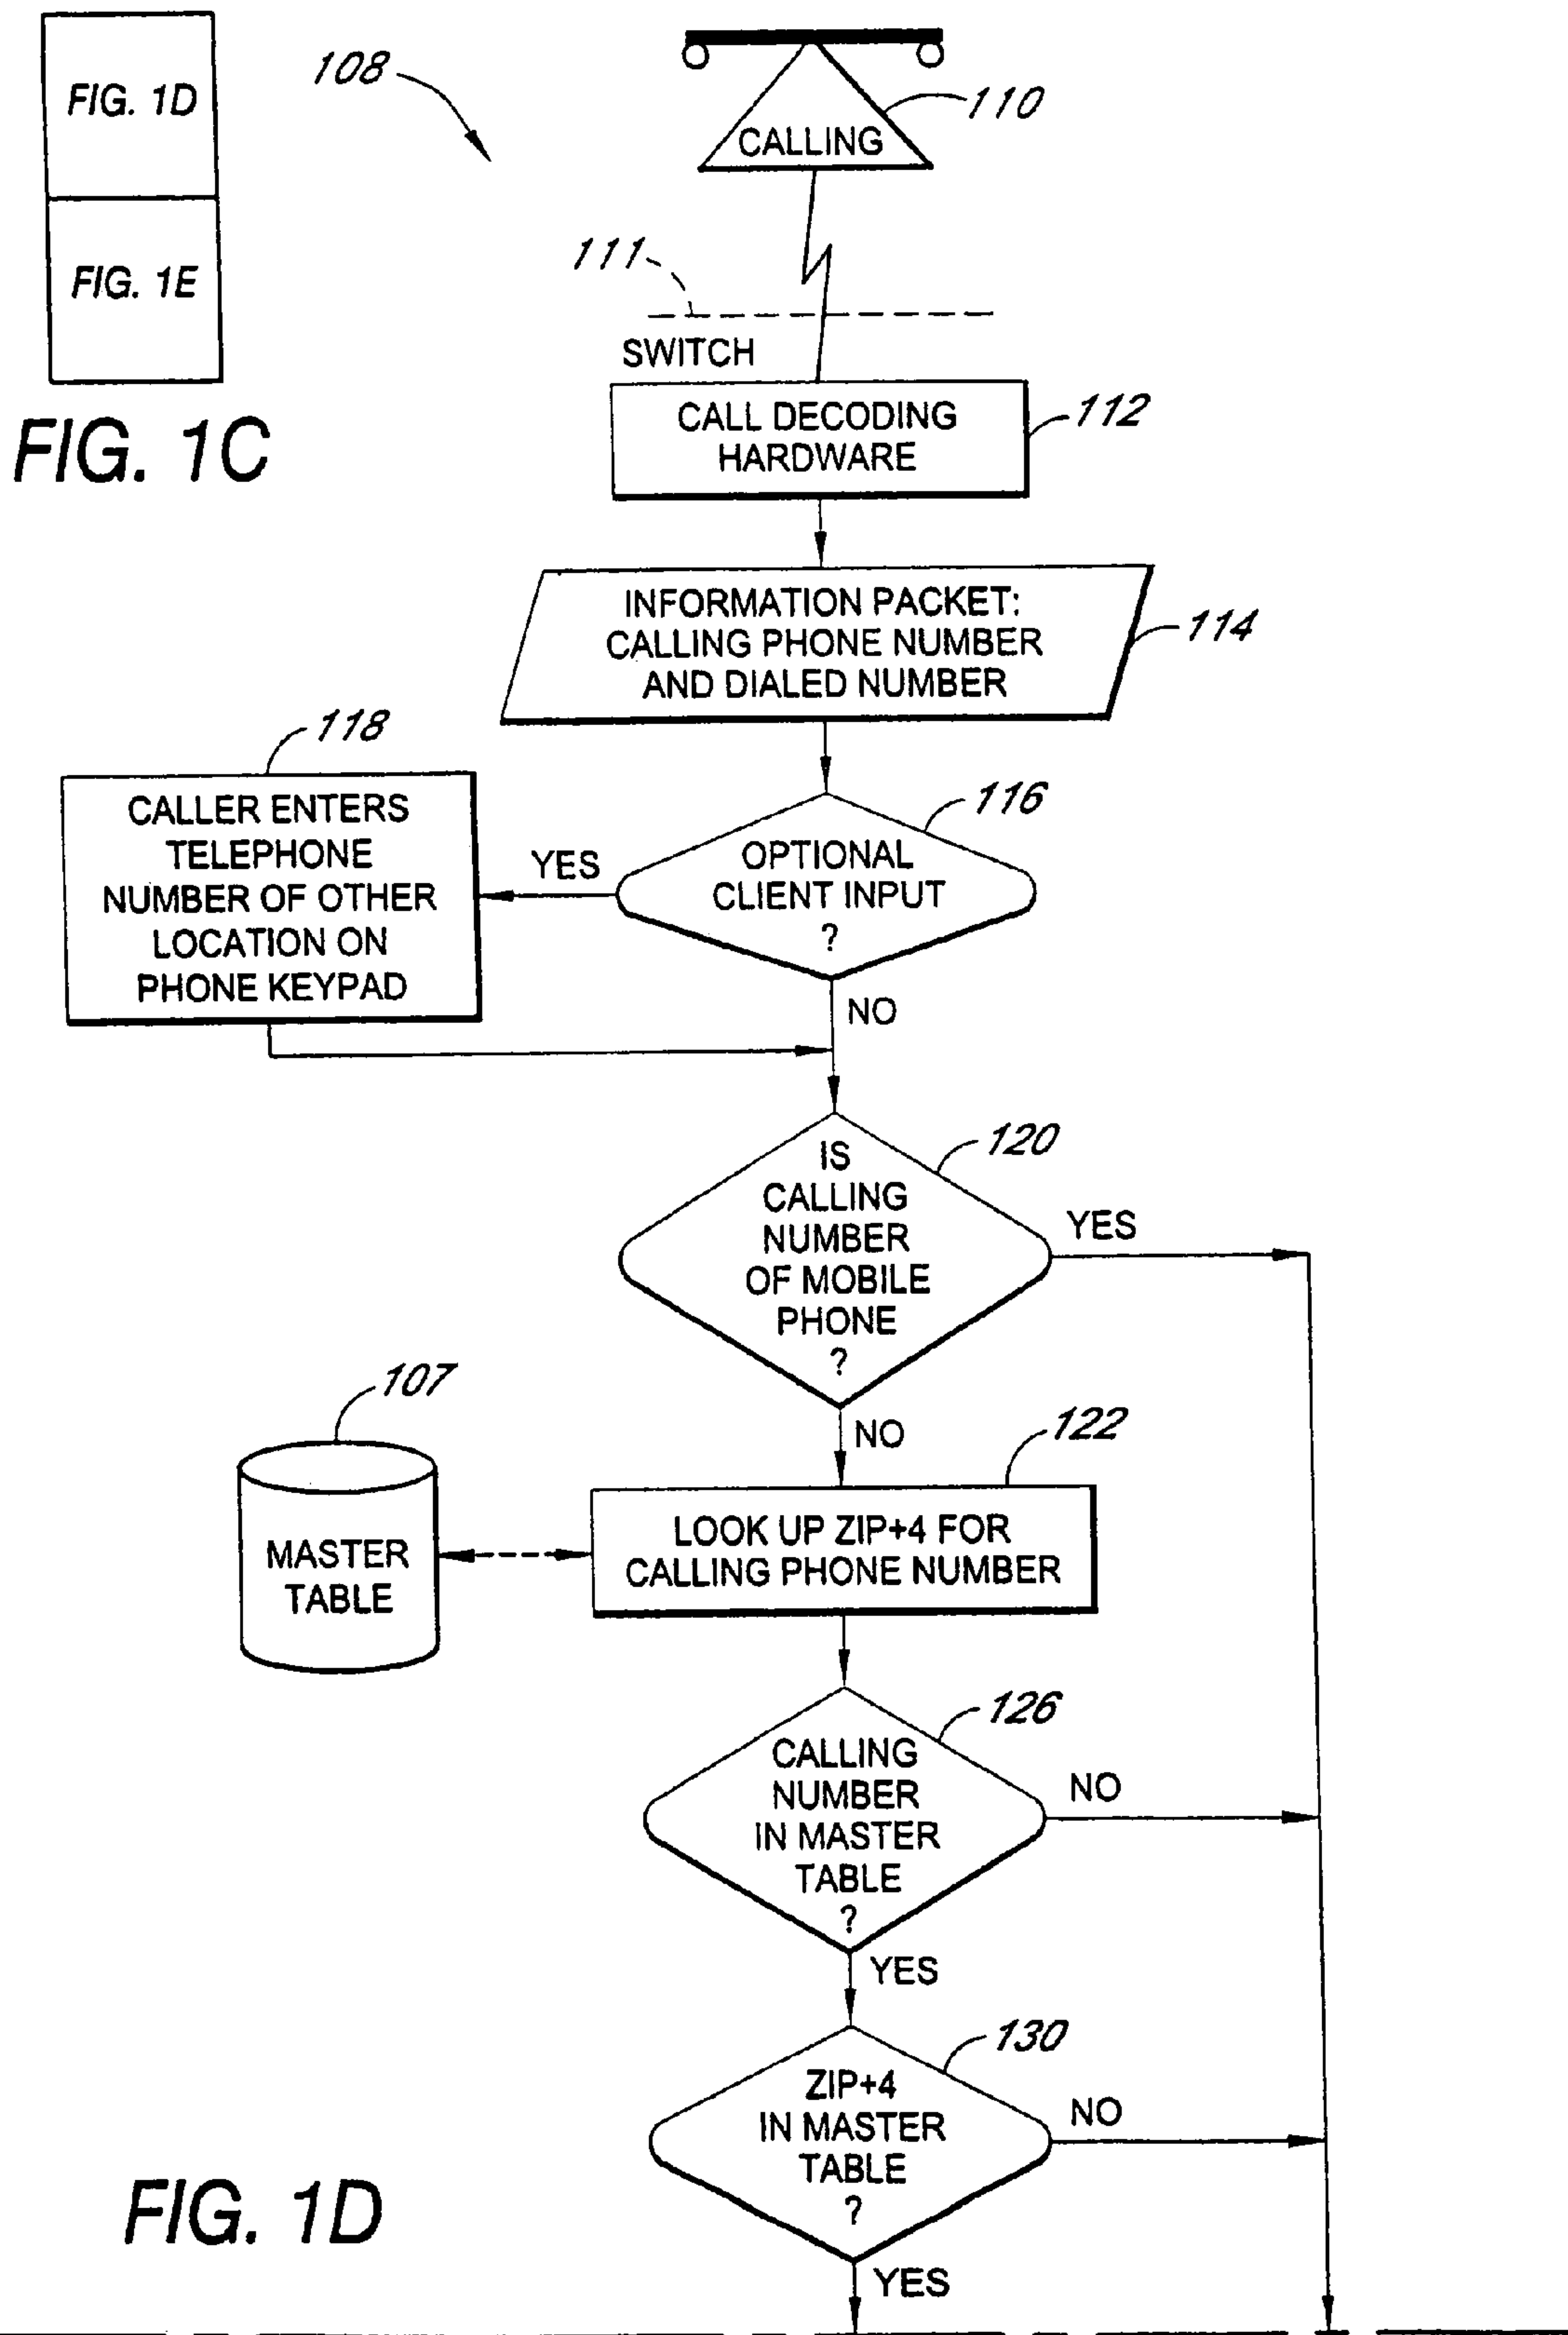 FIG. 1D
FIG. 1E
FIG. 1C
108
CALLING
110
111
SWITCH
CALL DECODING
HARDWARE
112
INFORMATION PACKET:
CALLING PHONE NUMBER
AND DIALED NUMBER
114
118
CALLER ENTERS
TELEPHONE
NUMBER OF OTHER
LOCATION ON
PHONE KEYPAD
YES
116
OPTIONAL
CLIENT INPUT
?
NO
120
IS
CALLING
NUMBER
OF MOBILE
PHONE
?
YES
NO
107
MASTER
TABLE
122
LOOK UP ZIP+4 FOR
CALLING PHONE NUMBER
126
CALLING
NUMBER
IN MASTER
TABLE
?
NO
YES
130
ZIP+4
IN MASTER
TABLE
?
NO
YES
FIG. 1D